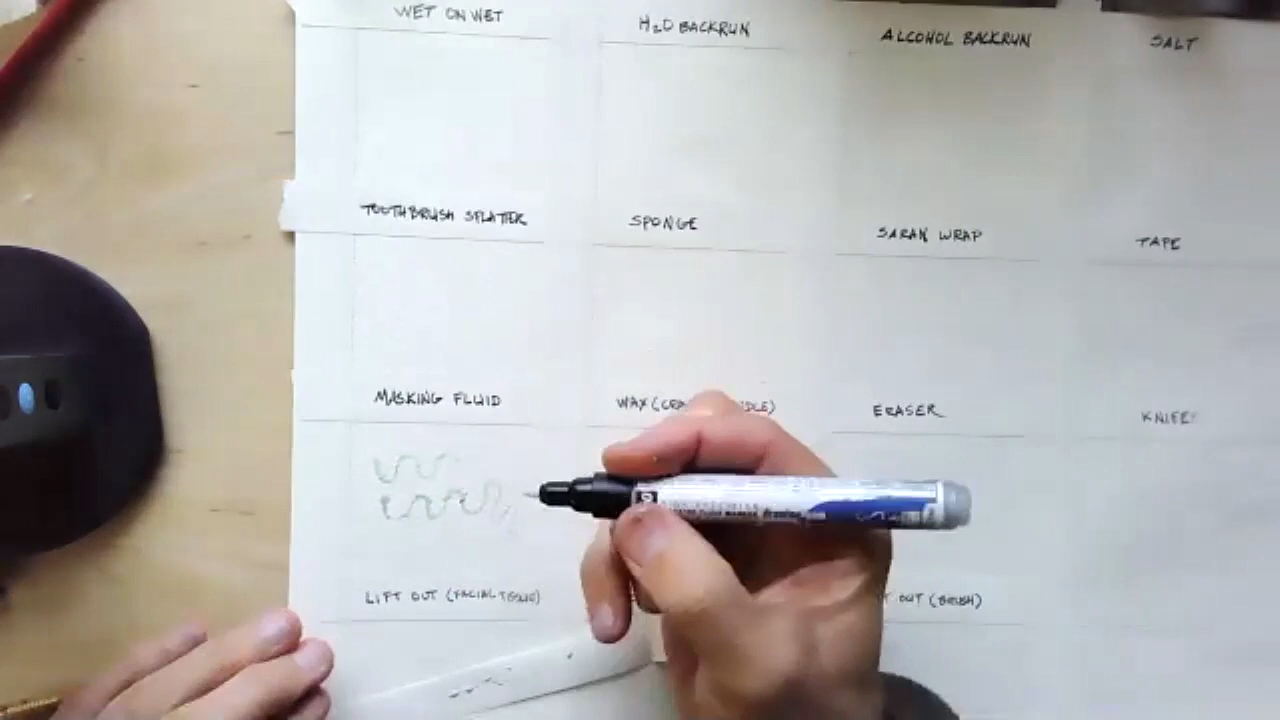 WET ON WET
H2O BACKRUN
ALCOHOL BACKRUN
SALT
TOOTHBRUSH SPLATTER
SPONGE
SARAN WRAP
TAPE
MASKING FLUID
WAX (
ERASER
KNIFE
LIFT OUT (FACIAL TISSUE)
OUT (BRUSH)